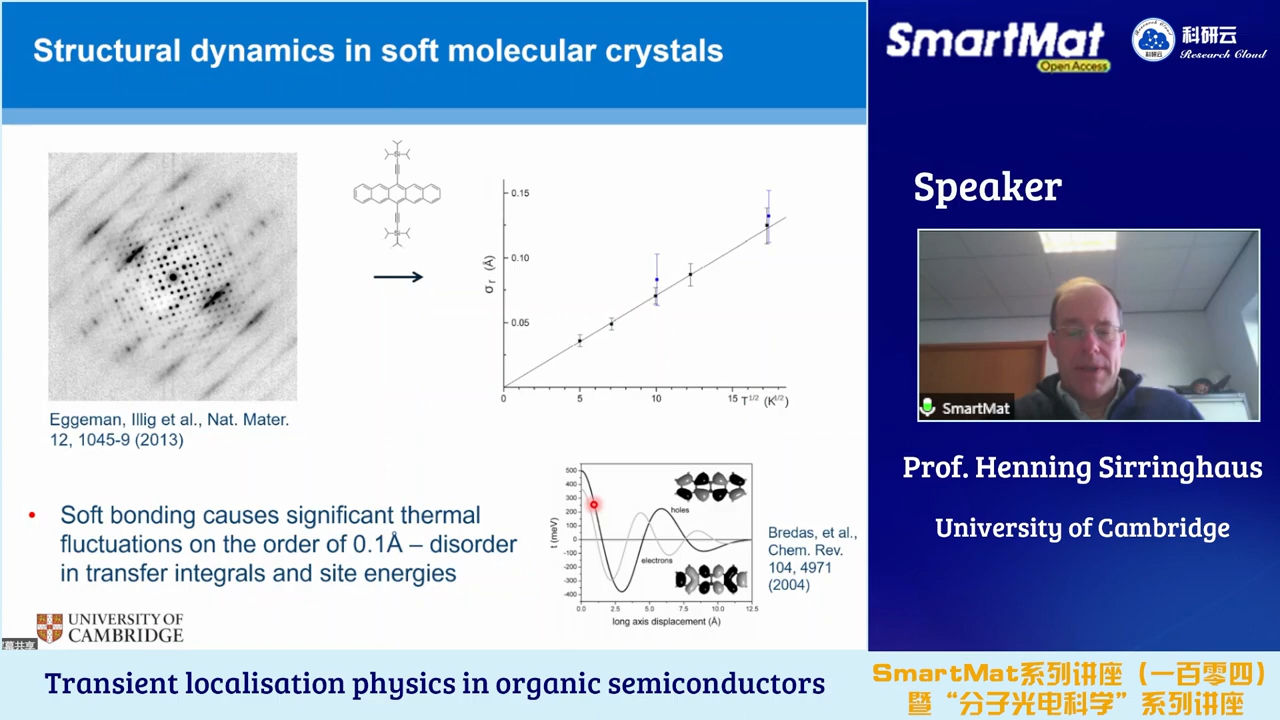 Structural dynamics in soft molecular crystals
SmartMat
Open Access
科研云
科研云
Research Cloud
Speaker
Si
Si
0.15
0.10
0.05
σr (Å)
0
5
10
15
T1/2 (K1/2)
Eggeman, Illig et al., Nat. Mater.
12, 1045-9 (2013)
SmartMat
Prof. Henning Sirringhaus
University of Cambridge
• Soft bonding causes significant thermal
fluctuations on the order of 0.1Å – disorder
in transfer integrals and site energies
500
400
300
200
100
0
-100
-200
-300
-400
t (meV)
holes
electrons
0.0
2.5
5.0
7.5
10.0
12.5
long axis displacement (Å)
Bredas, et al.,
Chem. Rev.
104, 4971
(2004)
UNIVERSITY OF
CAMBRIDGE
Transient localisation physics in organic semiconductors
SmartMat系列讲座（一百零四）
暨“分子光电科学”系列讲座